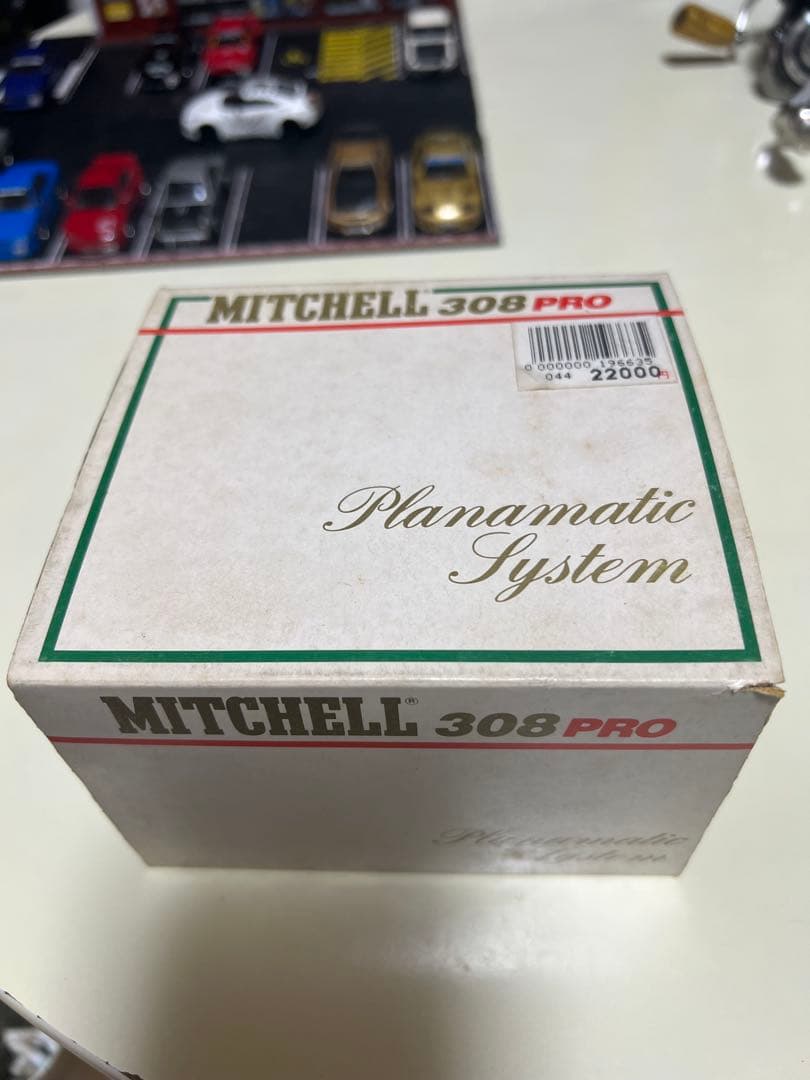 MITCHELL 308 PRO
0 000000 196635
044 22000円
Planamatic
System
MITCHELL® 308 PRO
Planamatic
System